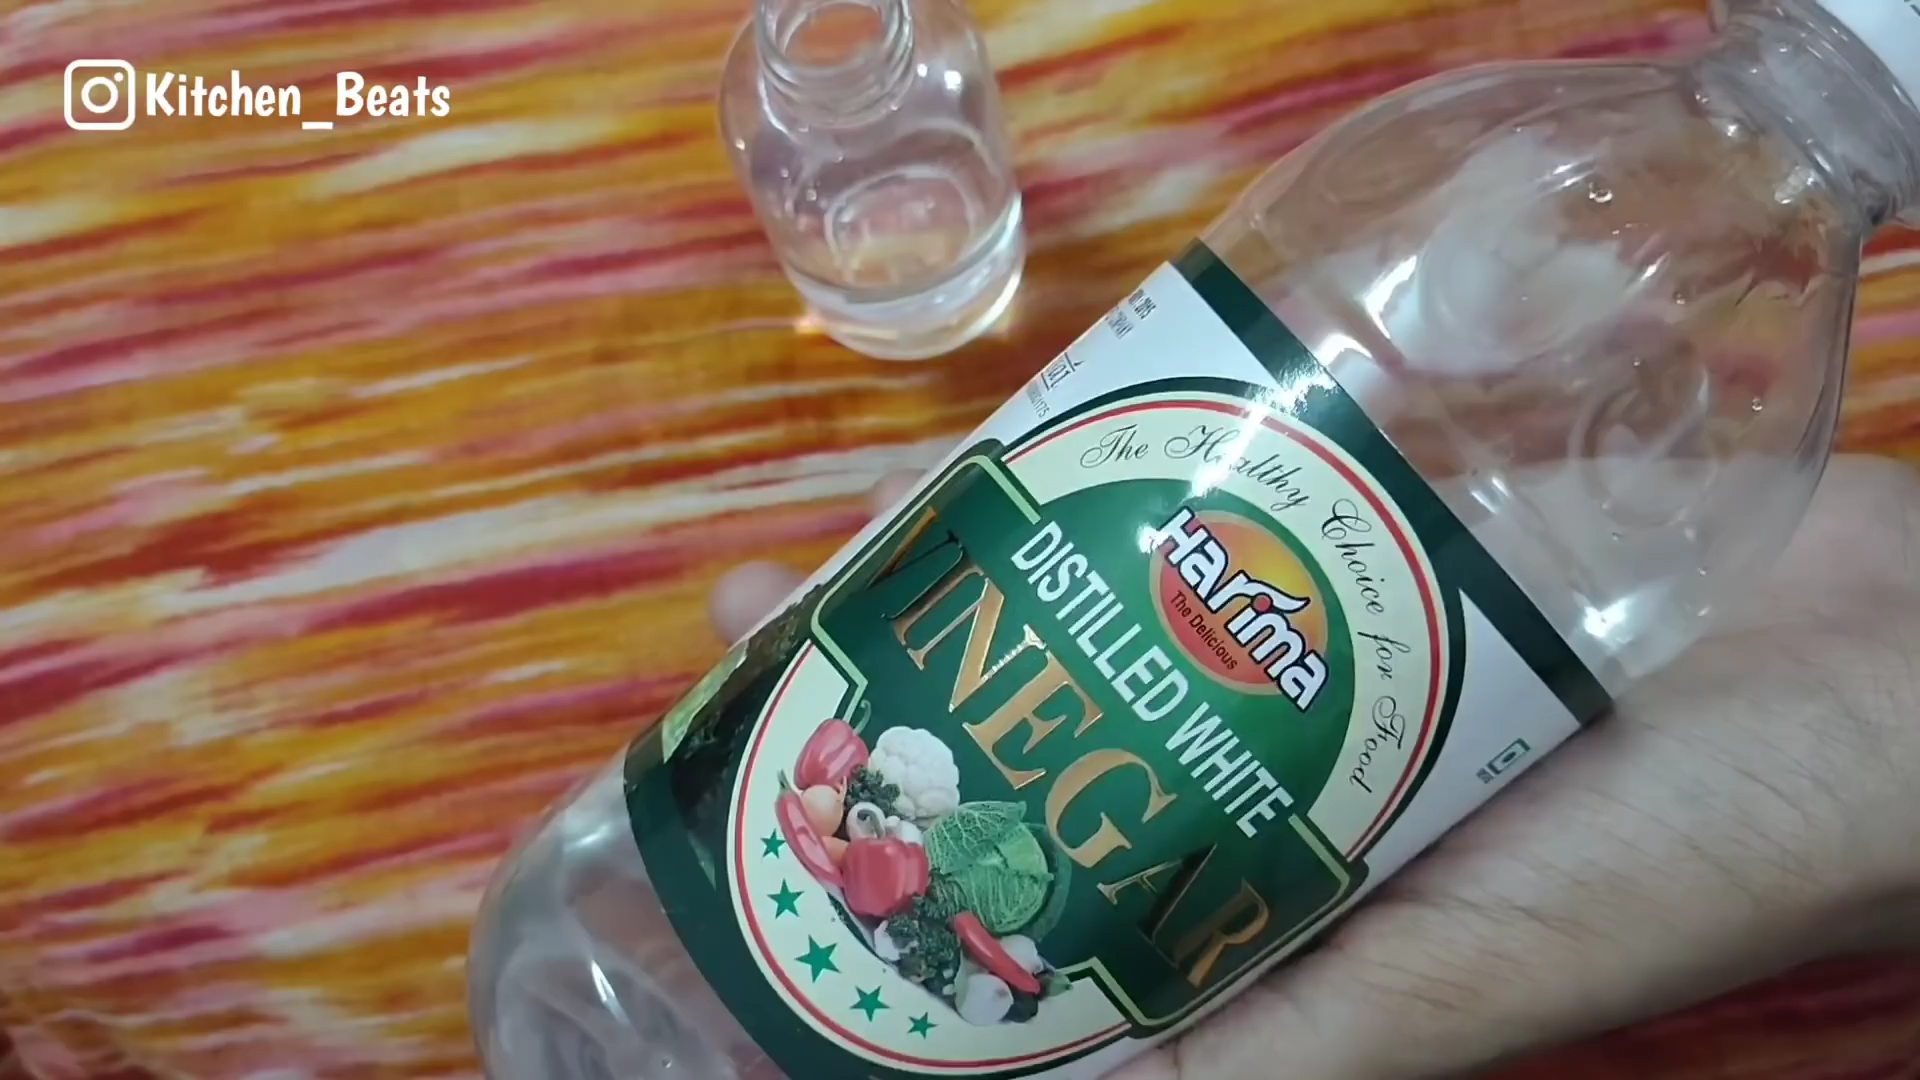 Kitchen_Beats
The Healthy Choice for Food
Harima
The Delicious
DISTILLED WHITE
VINEGAR